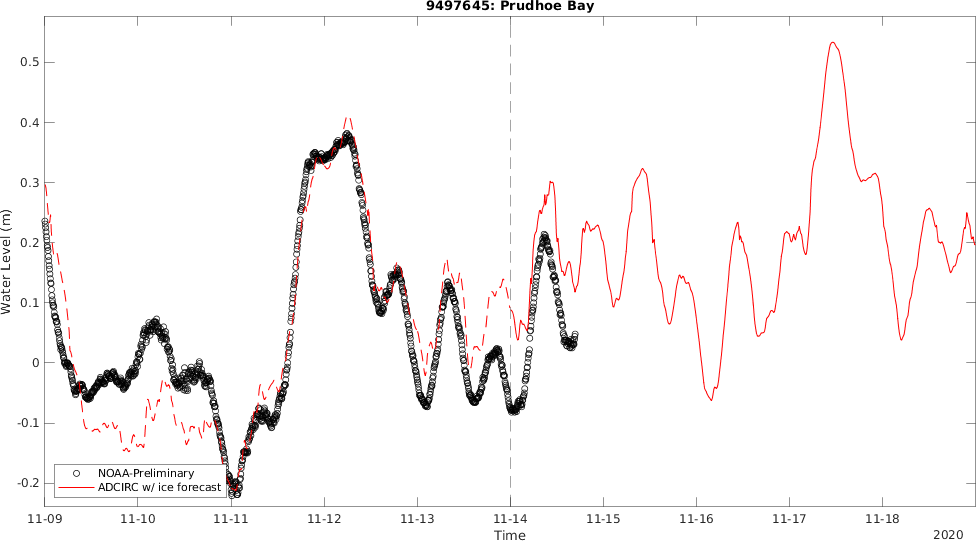 9497645: Prudhoe Bay
Water Level (m)
0.5
0.4
0.3
0.2
0.1
0
-0.1
-0.2
NOAA-Preliminary
ADCIRC w/ ice forecast
11-09 11-10 11-11 11-12 11-13 11-14 11-15 11-16 11-17 11-18
Time
2020